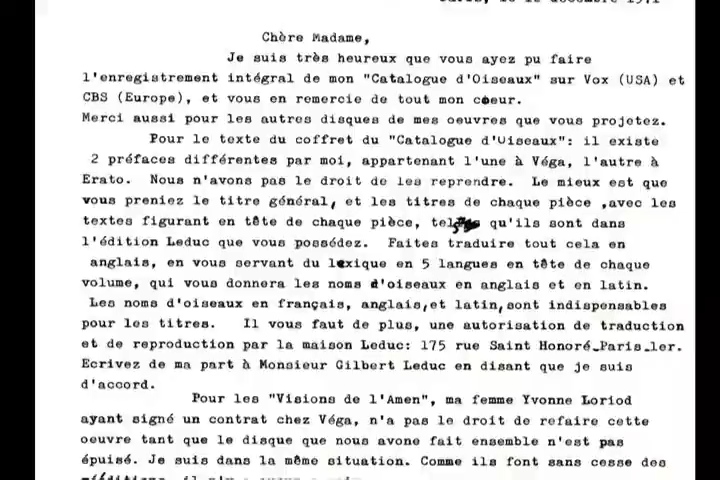 Chère Madame,
Je suis très heureux que vous ayez pu faire
l'enregistrement intégral de mon "Catalogue d'Oiseaux" sur Vox (USA) et
CBS (Europe), et vous en remercie de tout mon coeur.
Merci aussi pour les autres disques de mes oeuvres que vous projetez.
Pour le texte du coffret du "Catalogue d'Oiseaux": il existe
2 préfaces différentes par moi, appartenant l'une à Véga, l'autre à
Erato. Nous n'avons pas le droit de les reprendre. Le mieux est que
vous preniez le titre général, et les titres de chaque pièce ,avec les
textes figurant en tête de chaque pièce, tels qu'ils sont dans
l'édition Leduc que vous possédez. Faites traduire tout cela en
anglais, en vous servant du lexique en 5 langues en tête de chaque
volume, qui vous donnera les noms d'oiseaux en anglais et en latin.
Les noms d'oiseaux en français, anglais,et latin,sont indispensables
pour les titres. Il vous faut de plus, une autorisation de traduction
et de reproduction par la maison Leduc: 175 rue Saint Honoré_Paris_1er.
Ecrivez de ma part à Monsieur Gilbert Leduc en disant que je suis
d'accord.
Pour les "Visions de l'Amen", ma femme Yvonne Loriod
ayant signé un contrat chez Véga, n'a pas le droit de refaire cette
oeuvre tant que le disque que nous avons fait ensemble n'est pas
épuisé. Je suis dans la même situation. Comme ils font sans cesse des